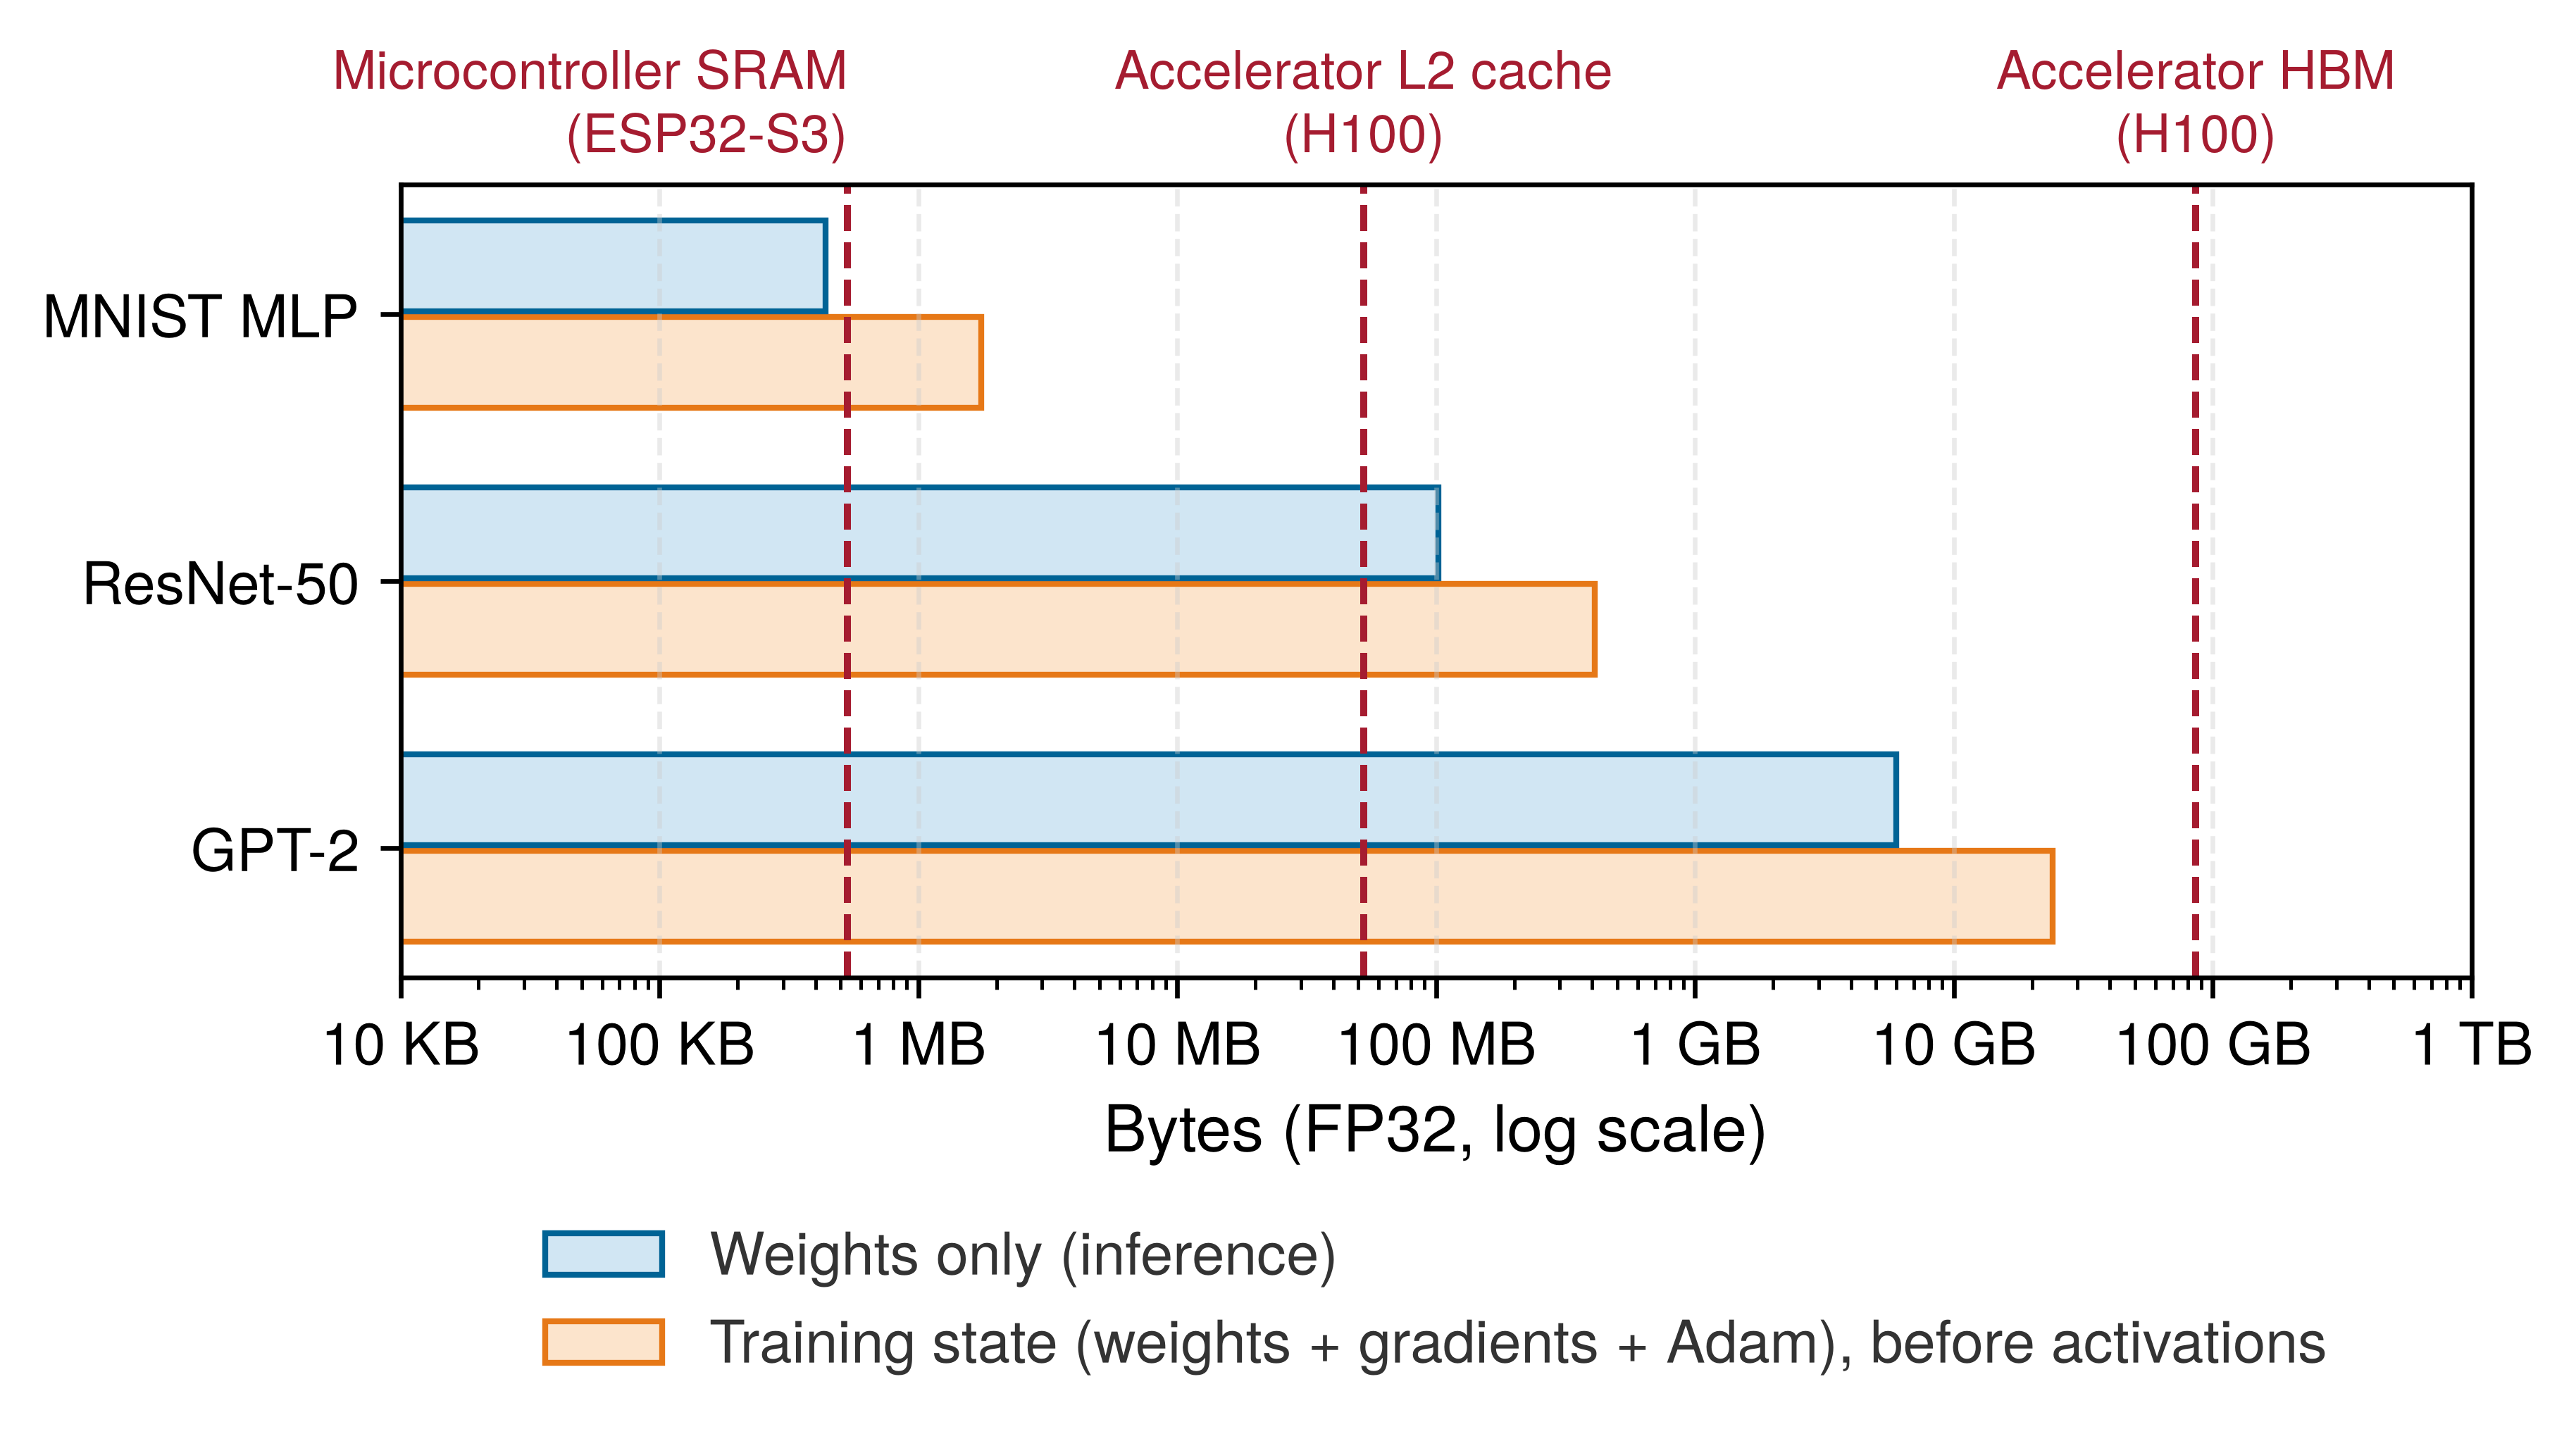 Microcontroller SRAM
(ESP32-S3)
Accelerator L2 cache
(H100)
Accelerator HBM
(H100)
MNIST MLP
ResNet-50
GPT-2
10 KB 100 KB 1 MB 10 MB 100 MB 1 GB 10 GB 100 GB 1 TB
Bytes (FP32, log scale)
Weights only (inference)
Training state (weights + gradients + Adam), before activations